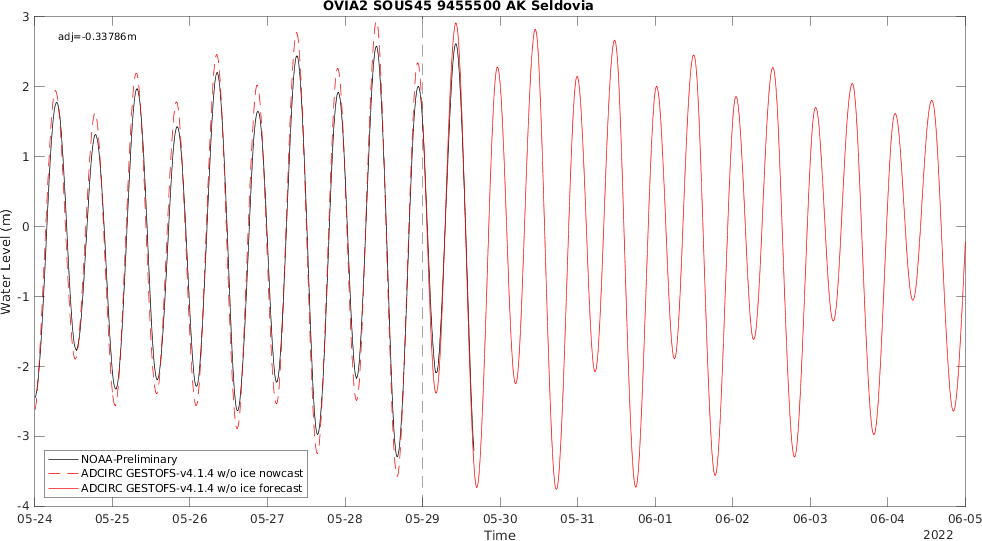 OVIA2 SOUS45 9455500 AK Seldovia
adj=-0.33786m
3
2
1
0
-1
-2
-3
-4
Water Level (m)
NOAA-Preliminary
ADCIRC GESTOFS-v4.1.4 w/o ice nowcast
ADCIRC GESTOFS-v4.1.4 w/o ice forecast
05-24 05-25 05-26 05-27 05-28 05-29 05-30 05-31 06-01 06-02 06-03 06-04 06-05
Time
2022